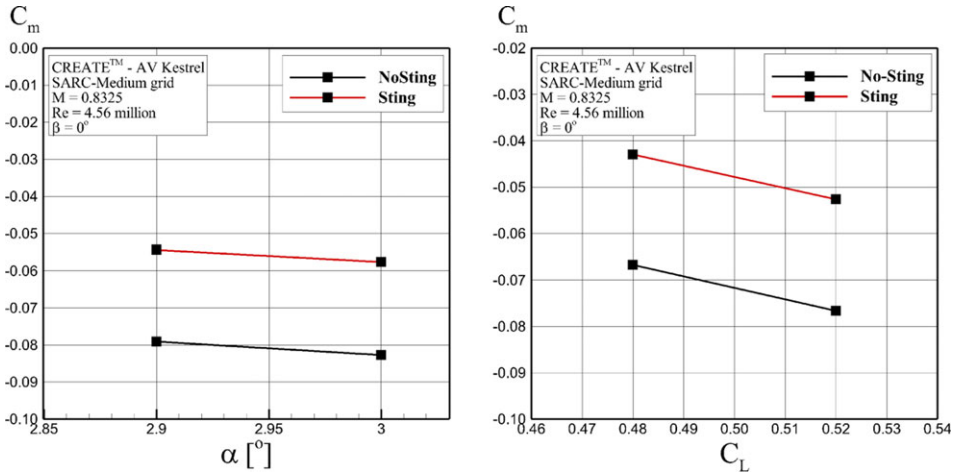 Cm
0.00
-0.01
-0.02
-0.03
-0.04
-0.05
-0.06
-0.07
-0.08
-0.09
-0.10
CREATE™ - AV Kestrel
SARC-Medium grid
M = 0.8325
Re = 4.56 million
β = 0°
NoSting
Sting
2.85
2.9
2.95
3
α [°]
Cm
-0.02
-0.03
-0.04
-0.05
-0.06
-0.07
-0.08
-0.09
-0.10
CREATE™ - AV Kestrel
SARC-Medium grid
M = 0.8325
Re = 4.56 million
β = 0°
No-Sting
Sting
0.46
0.47
0.48
0.49
0.50
0.51
0.52
0.53
0.54
CL